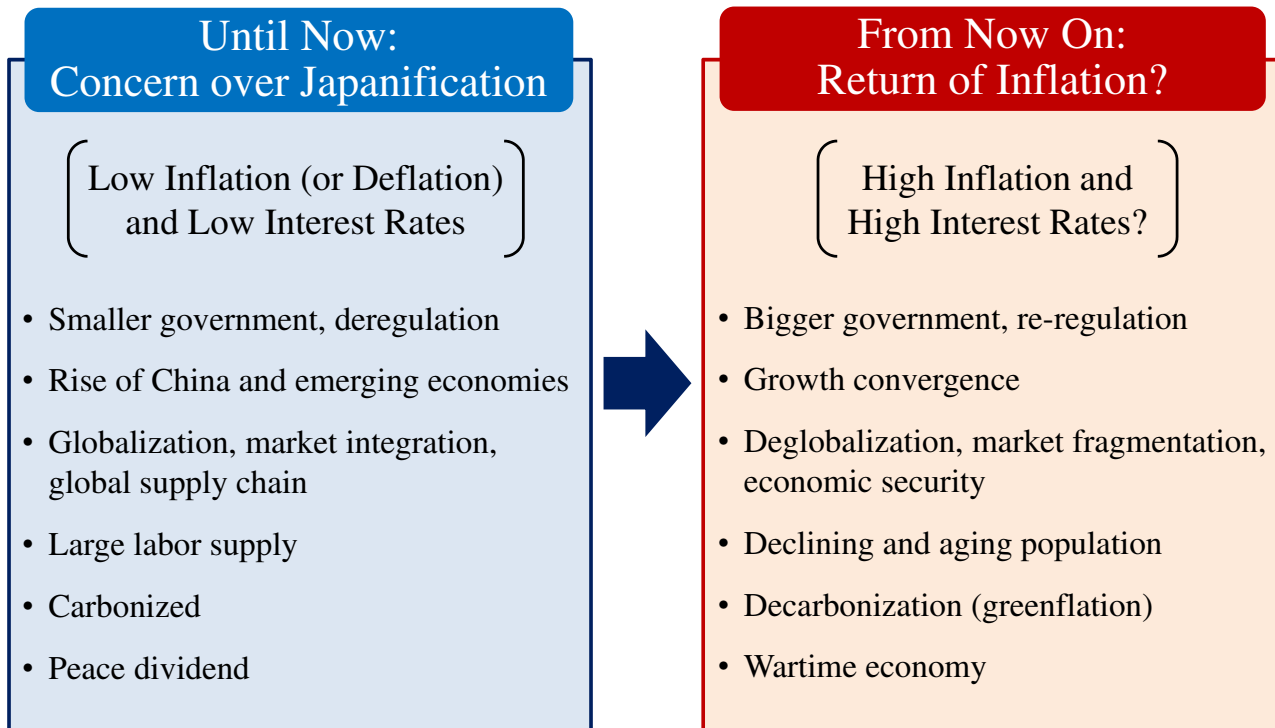 Until Now:
Concern over Japanification
Low Inflation (or Deflation)
and Low Interest Rates
• Smaller government, deregulation
• Rise of China and emerging economies
• Globalization, market integration,
global supply chain
• Large labor supply
• Carbonized
• Peace dividend
From Now On:
Return of Inflation?
High Inflation and
High Interest Rates?
• Bigger government, re-regulation
• Growth convergence
• Deglobalization, market fragmentation,
economic security
• Declining and aging population
• Decarbonization (greenflation)
• Wartime economy